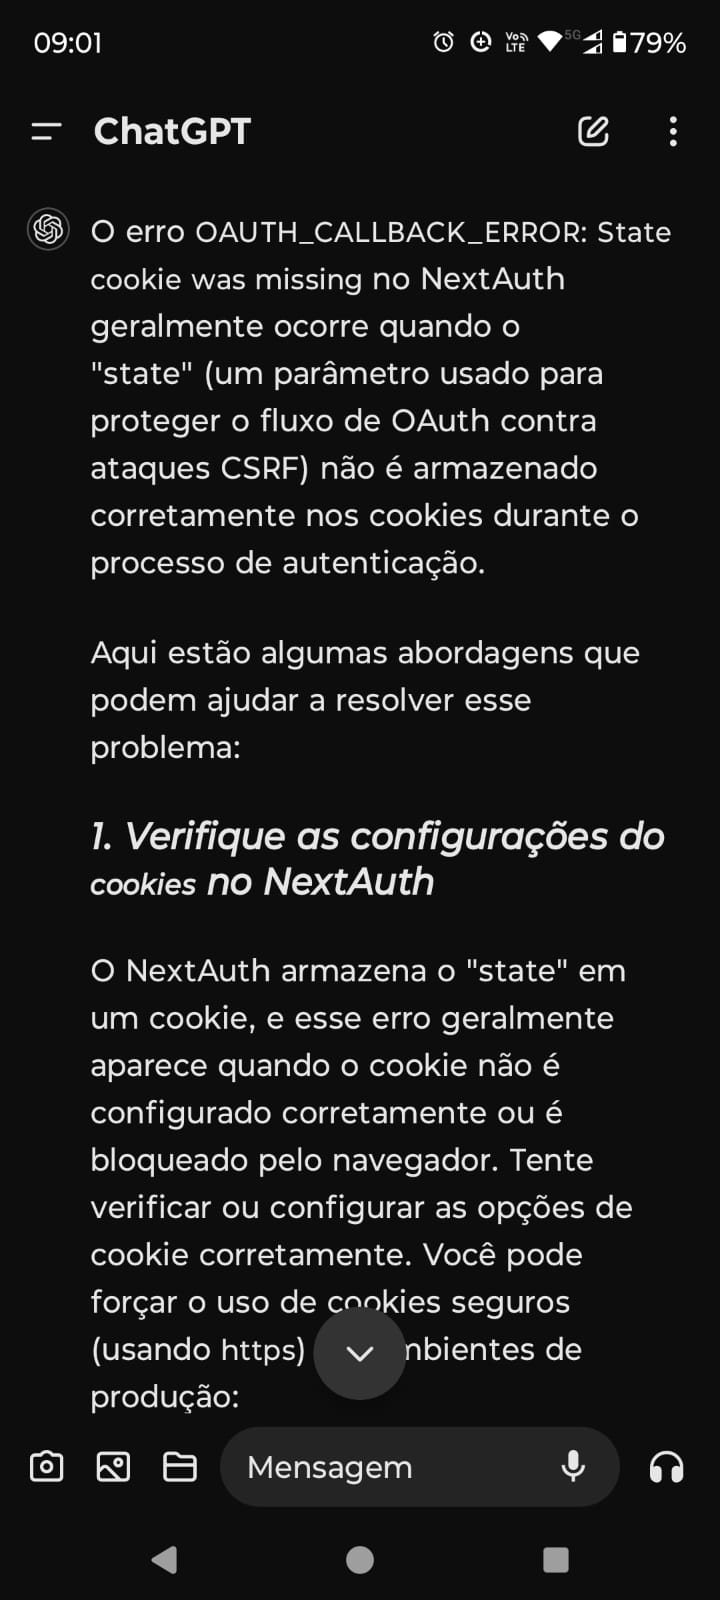 09:01
Vo)) LTE
5G
79%
ChatGPT
O erro OAUTH_CALLBACK_ERROR: State
cookie was missing no NextAuth
geralmente ocorre quando o
"state" (um parâmetro usado para
proteger o fluxo de OAuth contra
ataques CSRF) não é armazenado
corretamente nos cookies durante o
processo de autenticação.
Aqui estão algumas abordagens que
podem ajudar a resolver esse
problema:
1. Verifique as configurações do
cookies no NextAuth
O NextAuth armazena o "state" em
um cookie, e esse erro geralmente
aparece quando o cookie não é
configurado corretamente ou é
bloqueado pelo navegador. Tente
verificar ou configurar as opções de
cookie corretamente. Você pode
forçar o uso de cookies seguros
(usando https) mbientes de
produção:
Mensagem